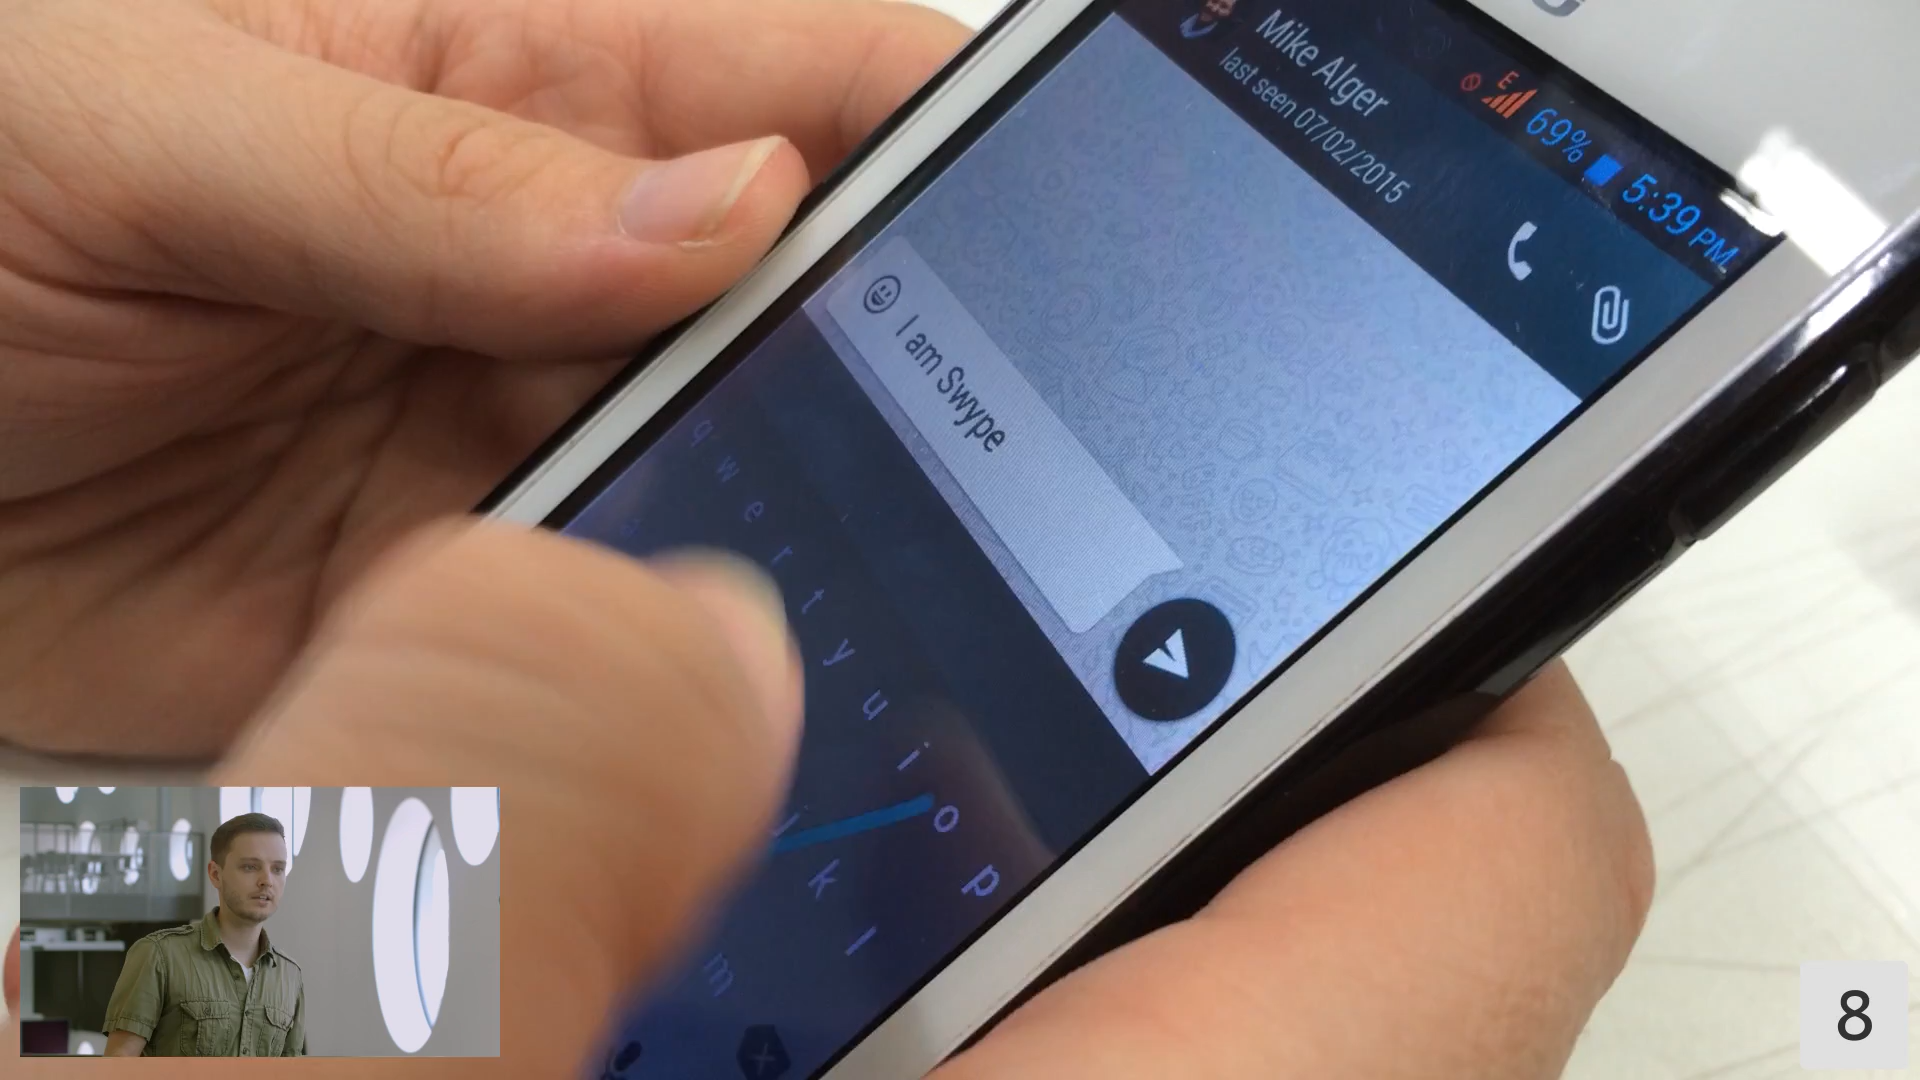 Mike Alger
last seen 07/02/2015
E 69% 5:39 PM
I am Swype
q w e r t y u i o p
j k l
m
8